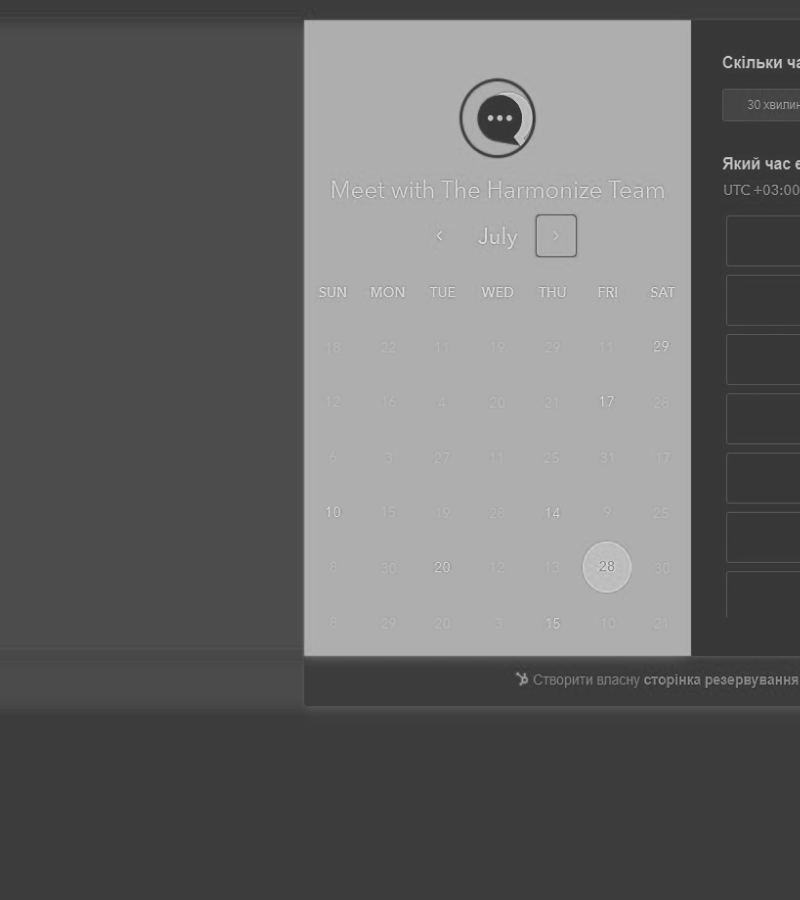 Скільки ча
30 хвилин
Meet with The Harmonize Team
July
Який час є
UTC +03:00
SUN MON TUE WED THU FRI SAT
18 22 11 19 29 11 29
12 16 4 20 21 17 28
6 3 27 11 25 31 17
10 15 19 28 14 9 25
8 30 20 12 13 28 30
8 29 20 3 15 10 21
Створити власну сторінка резервування